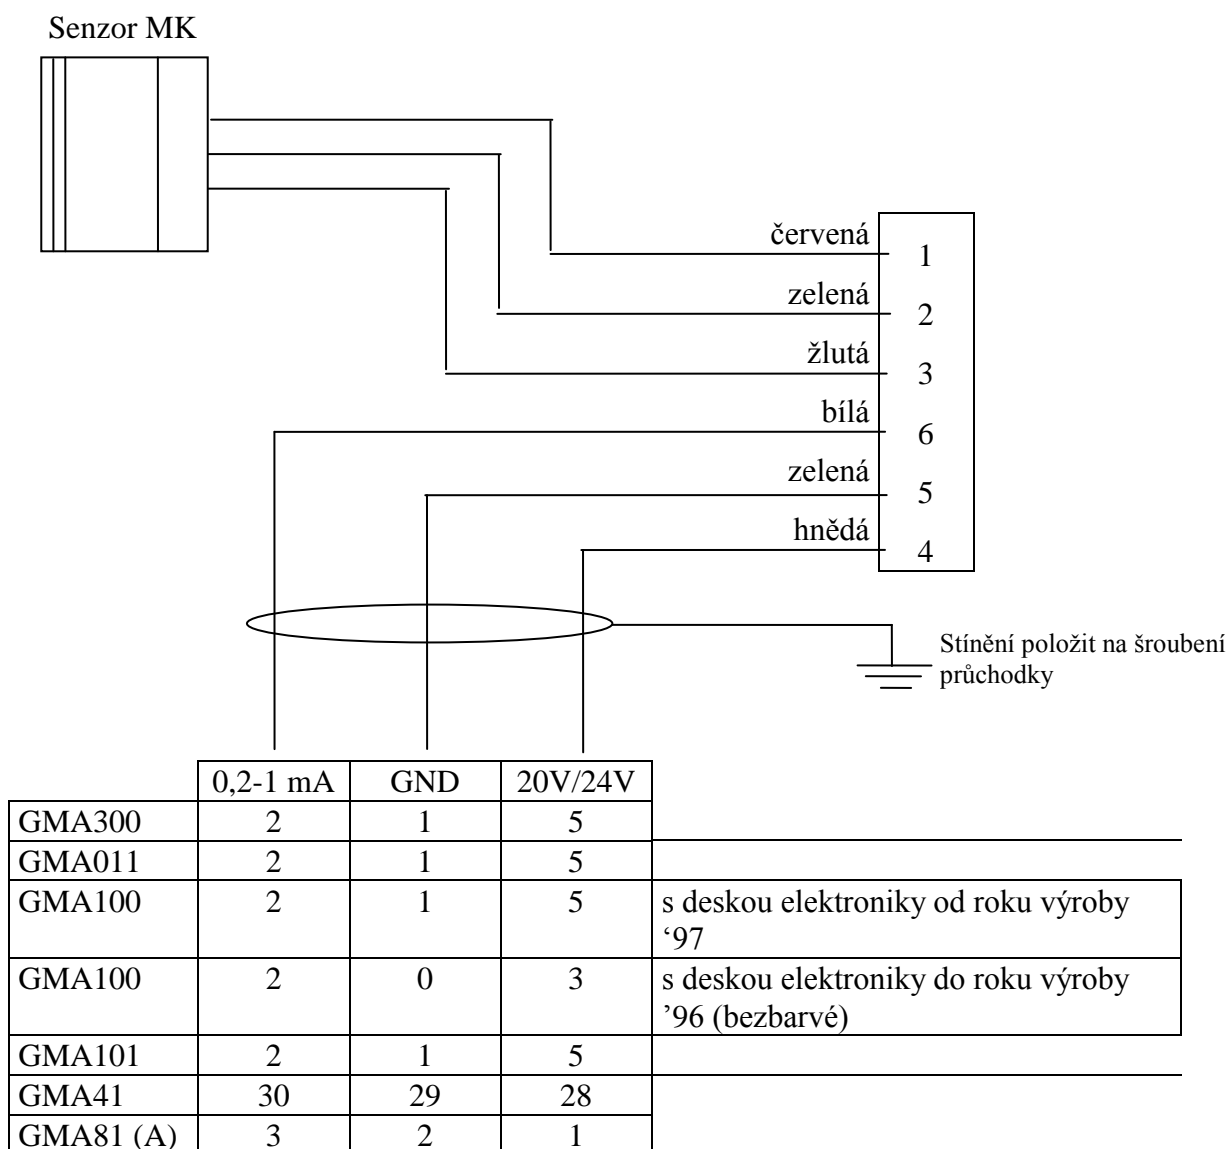 Senzor MK
červená
1
zelená
2
žlutá
3
bílá
6
zelená
5
hnědá
4
Stínění položit na šroubení
průchodky
0,2-1 mA GND 20V/24V
GMA300 2 1 5
GMA011 2 1 5
GMA100 2 1 5 s deskou elektroniky od roku výroby
‘97
GMA100 2 0 3 s deskou elektroniky do roku výroby
’96 (bezbarvé)
GMA101 2 1 5
GMA41 30 29 28
GMA81 (A) 3 2 1